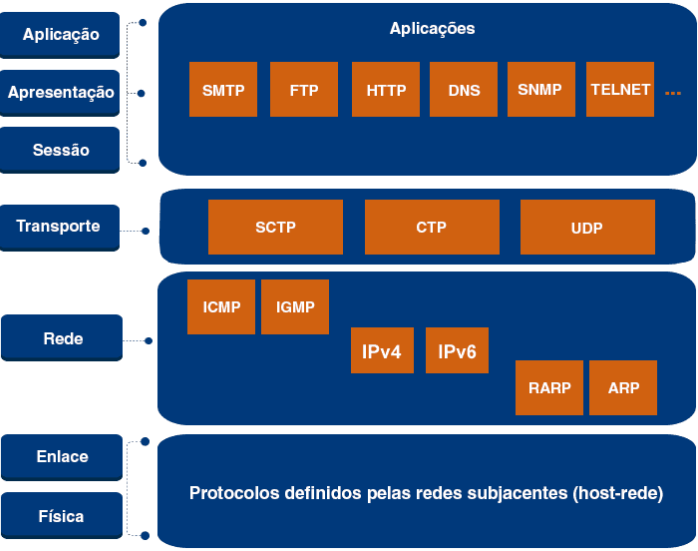 Aplicação
Apresentação
Sessão
Aplicações
SMTP FTP HTTP DNS SNMP TELNET ...
Transporte
SCTP CTP UDP
Rede
ICMP IGMP
IPv4 IPv6
RARP ARP
Enlace
Física
Protocolos definidos pelas redes subjacentes (host-rede)